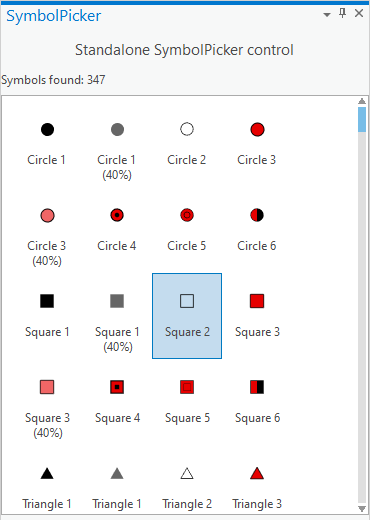 SymbolPicker
Standalone SymbolPicker control
Symbols found: 347
Circle 1
Circle 1
(40%)
Circle 2
Circle 3
Circle 3
(40%)
Circle 4
Circle 5
Circle 6
Square 1
Square 1
(40%)
Square 2
Square 3
Square 3
(40%)
Square 4
Square 5
Square 6
Triangle 1
Triangle 1
Triangle 2
Triangle 3